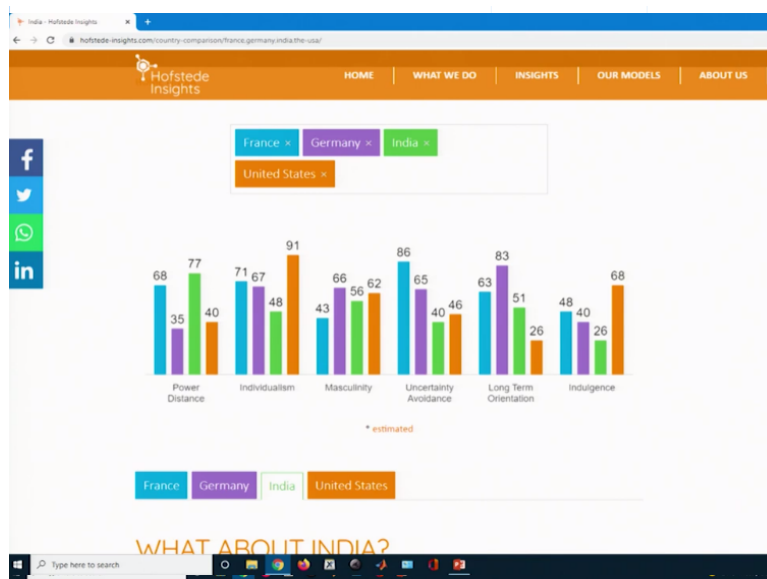 India - Hofstede Insights
hofstede-insights.com/country-comparison/france,germany,india,the-usa/
Hofstede
Insights
HOME
WHAT WE DO
INSIGHTS
OUR MODELS
ABOUT US
France ×
Germany ×
India ×
United States ×
68 35 77 40
71 67 48 91
43 66 56 62
86 65 40 46
63 83 51 26
48 40 26 68
Power
Distance
Individualism
Masculinity
Uncertainty
Avoidance
Long Term
Orientation
Indulgence
* estimated
France
Germany
India
United States
WHAT ABOUT INDIA?
Type here to search